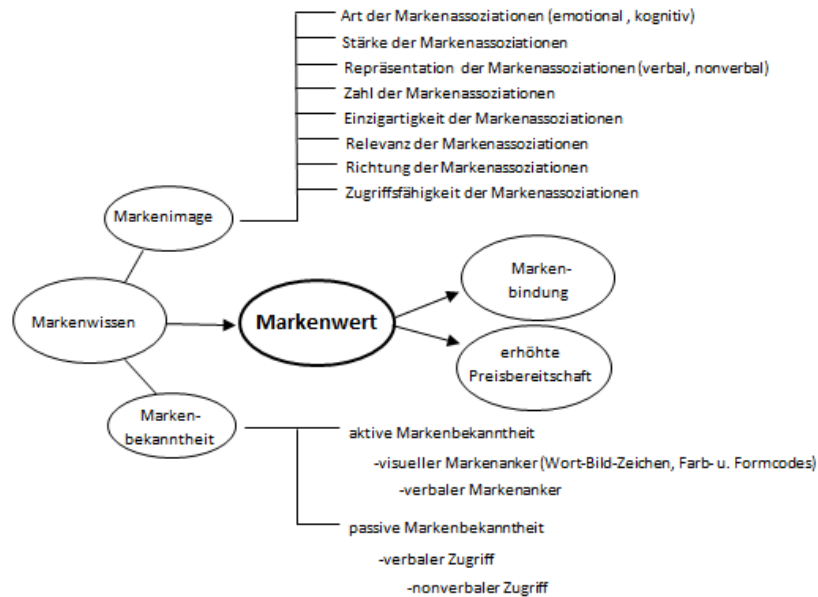 Art der Markenassoziationen (emotional , kognitiv)
Stärke der Markenassoziationen
Repräsentation der Markenassoziationen (verbal, nonverbal)
Zahl der Markenassoziationen
Einzigartigkeit der Markenassoziationen
Relevanz der Markenassoziationen
Richtung der Markenassoziationen
Zugriffsfähigkeit der Markenassoziationen
Markenimage
Markenwissen
Markenwert
Marken-
bindung
erhöhte
Preisbereitschaft
Marken-
bekanntheit
aktive Markenbekanntheit
-visueller Markenanker (Wort-Bild-Zeichen, Farb- u. Formcodes)
-verbaler Markenanker
passive Markenbekanntheit
-verbaler Zugriff
-nonverbaler Zugriff